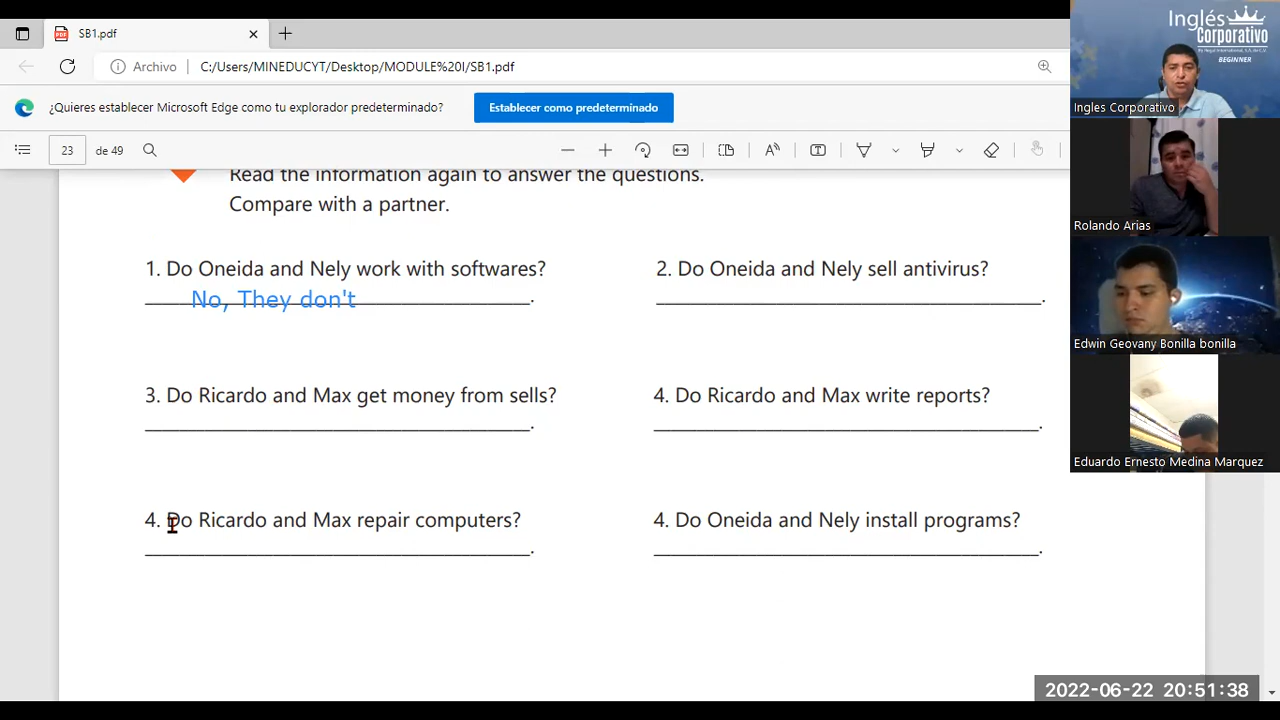 SB1.pdf
Archivo
C:/Users/MINEDUCYT/Desktop/MODULE%20I/SB1.pdf
¿Quieres establecer Microsoft Edge como tu explorador predeterminado?
Establecer como predeterminado
23
de 49
Read the information again to answer the questions.
Compare with a partner.
1. Do Oneida and Nely work with softwares?
No, They don't
2. Do Oneida and Nely sell antivirus?
3. Do Ricardo and Max get money from sells?
4. Do Ricardo and Max write reports?
4. Do Ricardo and Max repair computers?
4. Do Oneida and Nely install programs?
Inglés
Corporativo
BEGINNER
Ingles Corporativo
Rolando Arias
Edwin Geovany Bonilla bonilla
Eduardo Ernesto Medina Marquez
2022-06-22 20:51:38